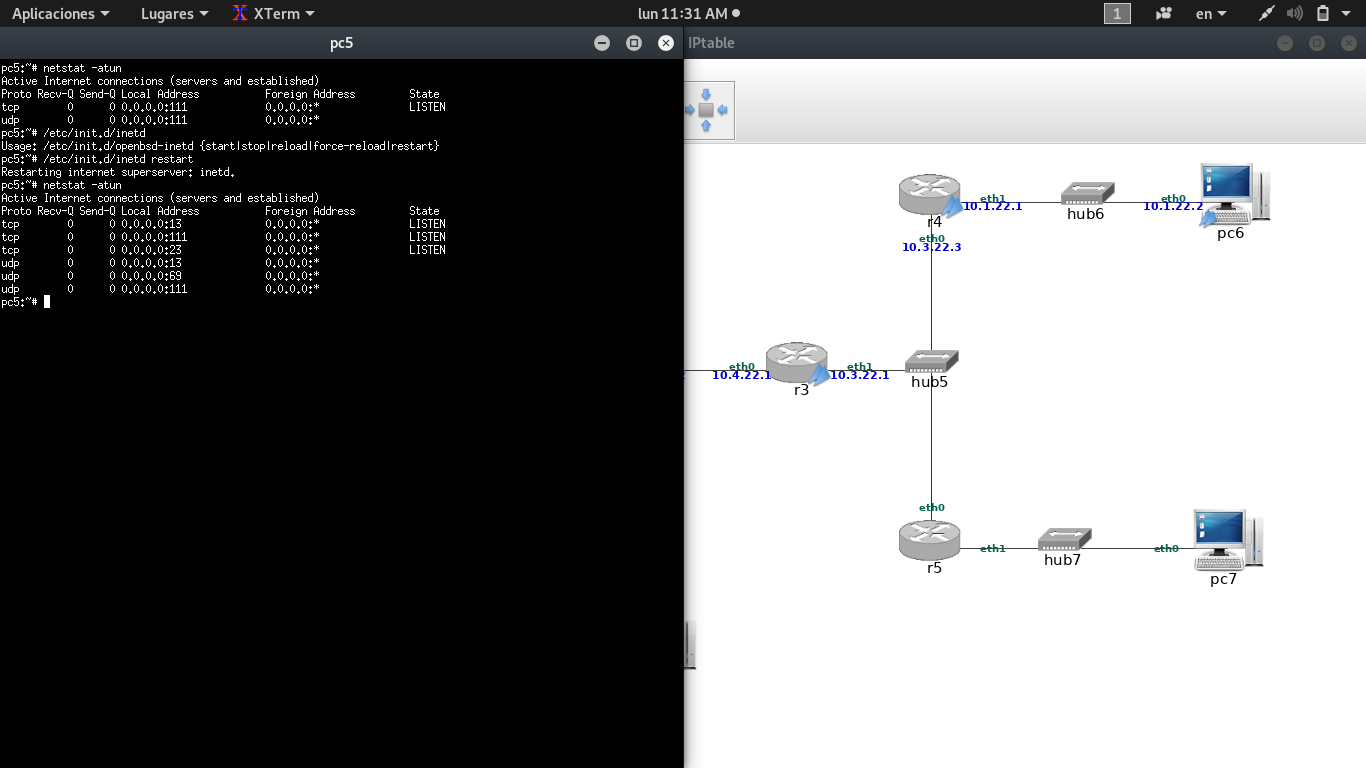 Aplicaciones Lugares XTerm lun 11:31 AM 1 en
pc5
IPtable
pc5:~# netstat -atun
Active Internet connections (servers and established)
Proto Recv-Q Send-Q Local Address Foreign Address State
tcp 0 0 0.0.0.0:111 0.0.0.0:* LISTEN
udp 0 0 0.0.0.0:111 0.0.0.0:*
pc5:~# /etc/init.d/inetd
Usage: /etc/init.d/openbsd-inetd {start|stop|reload|force-reload|restart}
pc5:~# /etc/init.d/inetd restart
Restarting internet superserver: inetd.
pc5:~# netstat -atun
Active Internet connections (servers and established)
Proto Recv-Q Send-Q Local Address Foreign Address State
tcp 0 0 0.0.0.0:13 0.0.0.0:* LISTEN
tcp 0 0 0.0.0.0:111 0.0.0.0:* LISTEN
tcp 0 0 0.0.0.0:23 0.0.0.0:* LISTEN
udp 0 0 0.0.0.0:13 0.0.0.0:*
udp 0 0 0.0.0.0:69 0.0.0.0:*
udp 0 0 0.0.0.0:111 0.0.0.0:*
pc5:~#
eth1
10.1.22.1
hub6
eth0
10.1.22.2
pc6
r4
eth0
10.3.22.3
eth0
10.4.22.1
r3
eth1
10.3.22.1
hub5
eth0
r5
eth1
hub7
eth0
pc7